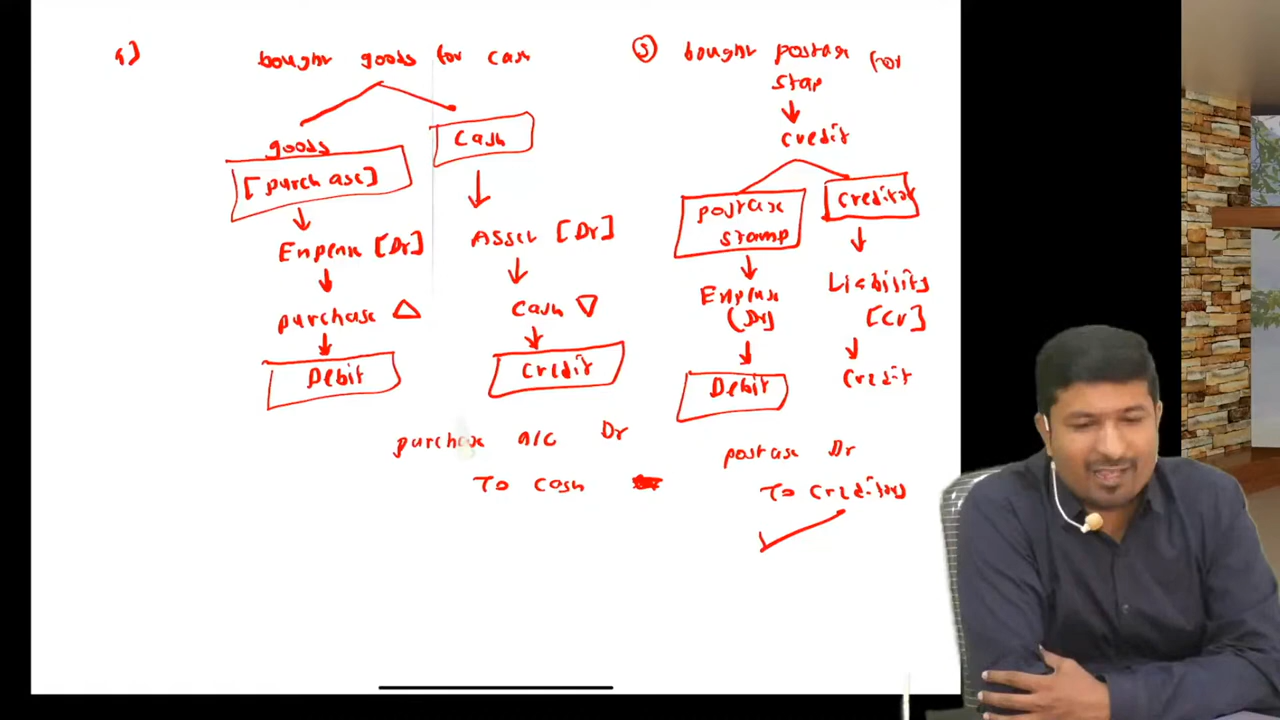 4)
bought goods for cash
goods
[purchase]
Cash
Expense [Dr]
Asset [Dr]
purchase △
Cash ▽
Debit
Credit
purchase a/c Dr
To cash
⑤ bought postage for
stap
credit
postage
stamp
creditor
Expense
[Dr]
Liability
[Cr]
Debit
Credit
postage Dr
To creditors